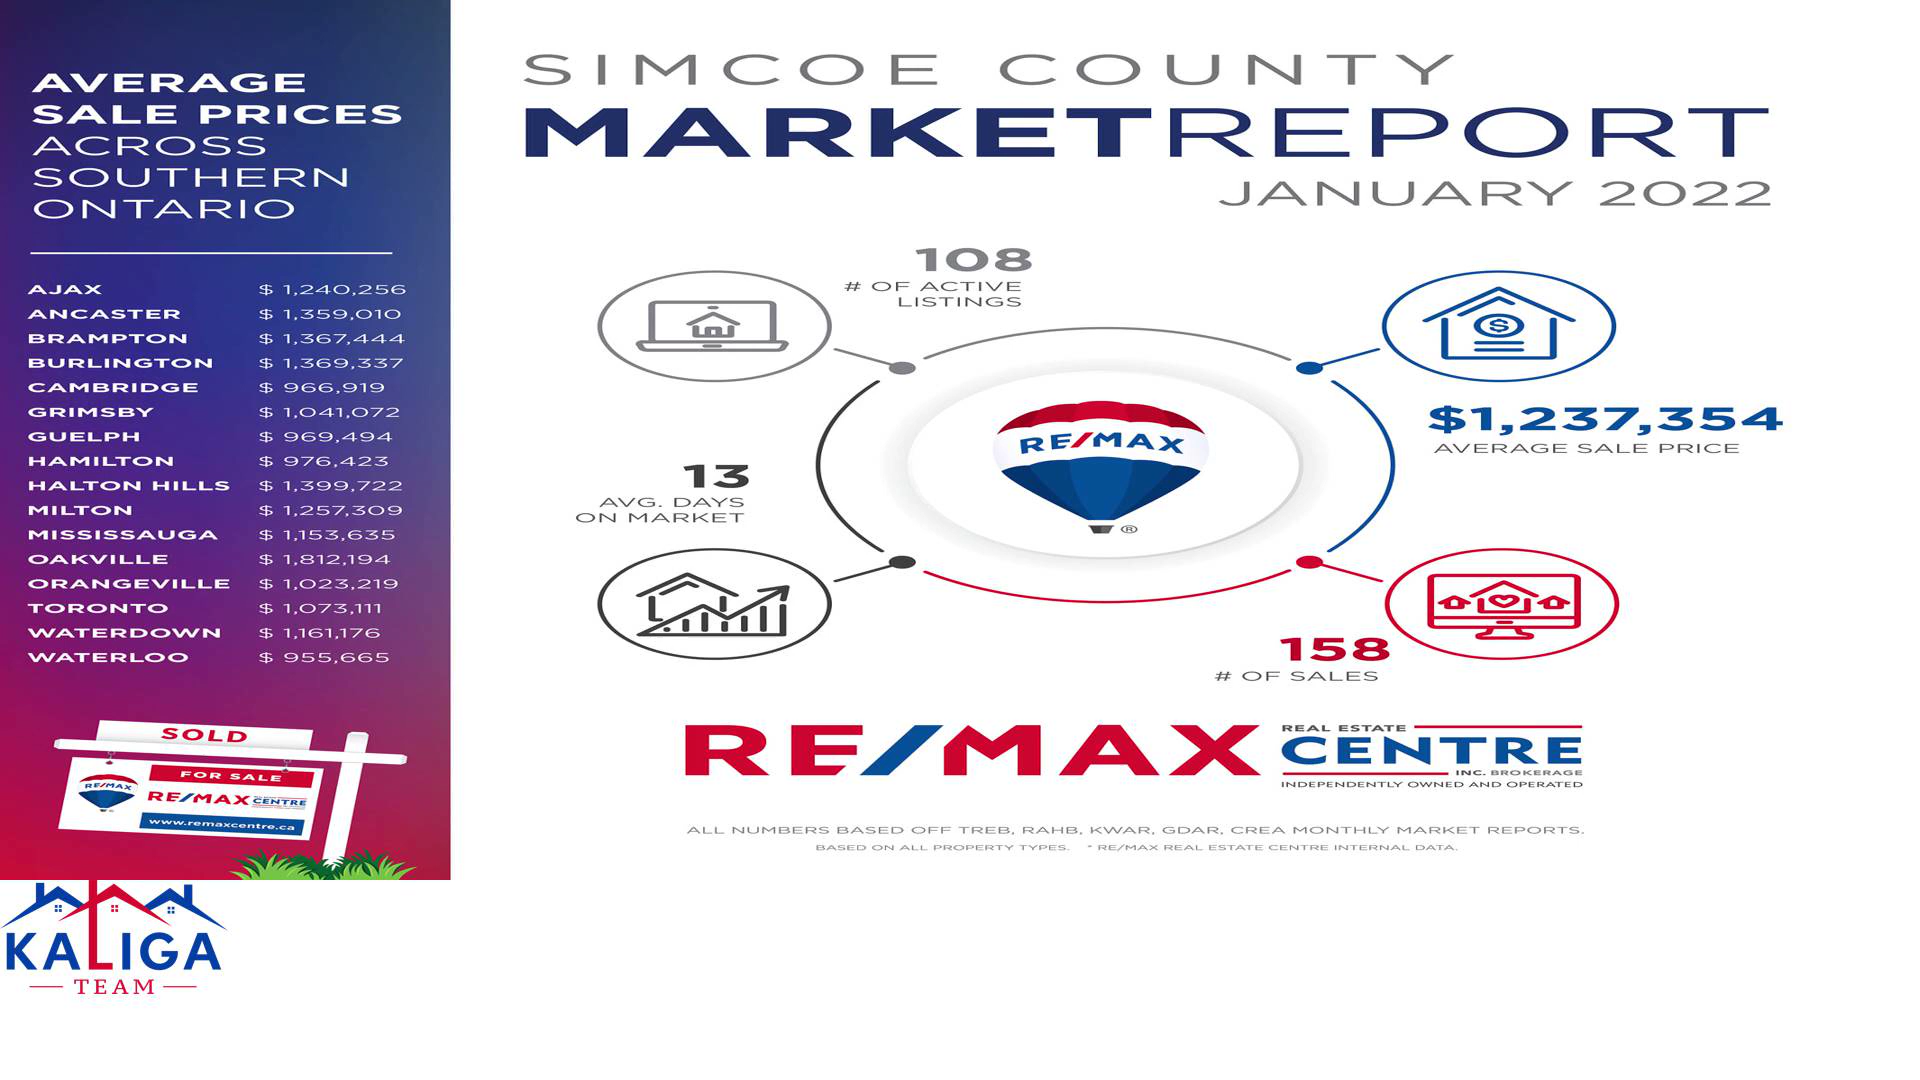 AVERAGE
SALE PRICES
ACROSS
SOUTHERN
ONTARIO
AJAX $ 1,240,256
ANCASTER $ 1,359,010
BRAMPTON $ 1,367,444
BURLINGTON $ 1,369,337
CAMBRIDGE $ 966,919
GRIMSBY $ 1,041,072
GUELPH $ 969,494
HAMILTON $ 976,423
HALTON HILLS $ 1,399,722
MILTON $ 1,257,309
MISSISSAUGA $ 1,153,635
OAKVILLE $ 1,812,194
ORANGEVILLE $ 1,023,219
TORONTO $ 1,073,111
WATERDOWN $ 1,161,176
WATERLOO $ 955,665
SOLD
FOR SALE
RE/MAX
RE/MAX CENTRE
www.remaxcentre.ca
KALIGA
TEAM
SIMCOE COUNTY
MARKETREPORT
JANUARY 2022
108
# OF ACTIVE
LISTINGS
$1,237,354
AVERAGE SALE PRICE
RE/MAX
®
13
AVG. DAYS
ON MARKET
158
# OF SALES
RE/MAX
REAL ESTATE
CENTRE
INC. BROKERAGE
INDEPENDENTLY OWNED AND OPERATED
ALL NUMBERS BASED OFF TREB, RAHB, KWAR, GDAR, CREA MONTHLY MARKET REPORTS.
BASED ON ALL PROPERTY TYPES. * RE/MAX REAL ESTATE CENTRE INTERNAL DATA.